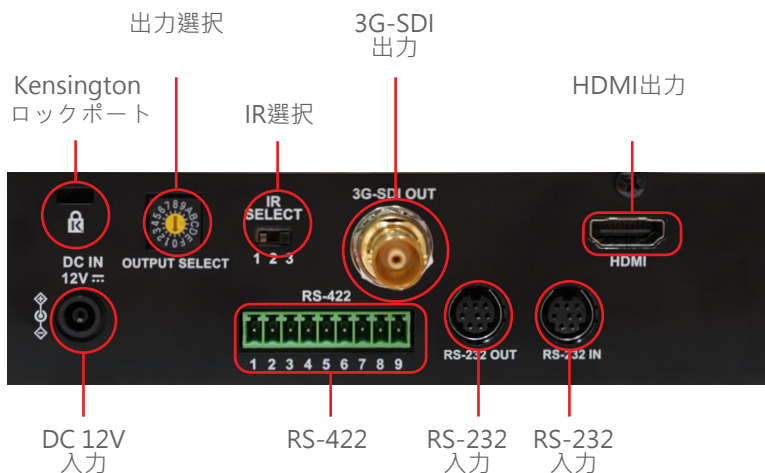 出力選択
3G-SDI
出力
Kensington
ロックポート
IR選択
HDMI出力
3G-SDI OUT
IR
SELECT
1 2 3
K
DC IN
12V
OUTPUT SELECT
0123456789ABCDEF
HDMI
RS-422
1 2 3 4 5 6 7 8 9
RS-232 OUT
RS-232 IN
DC 12V
入力
RS-422
RS-232
入力
RS-232
入力